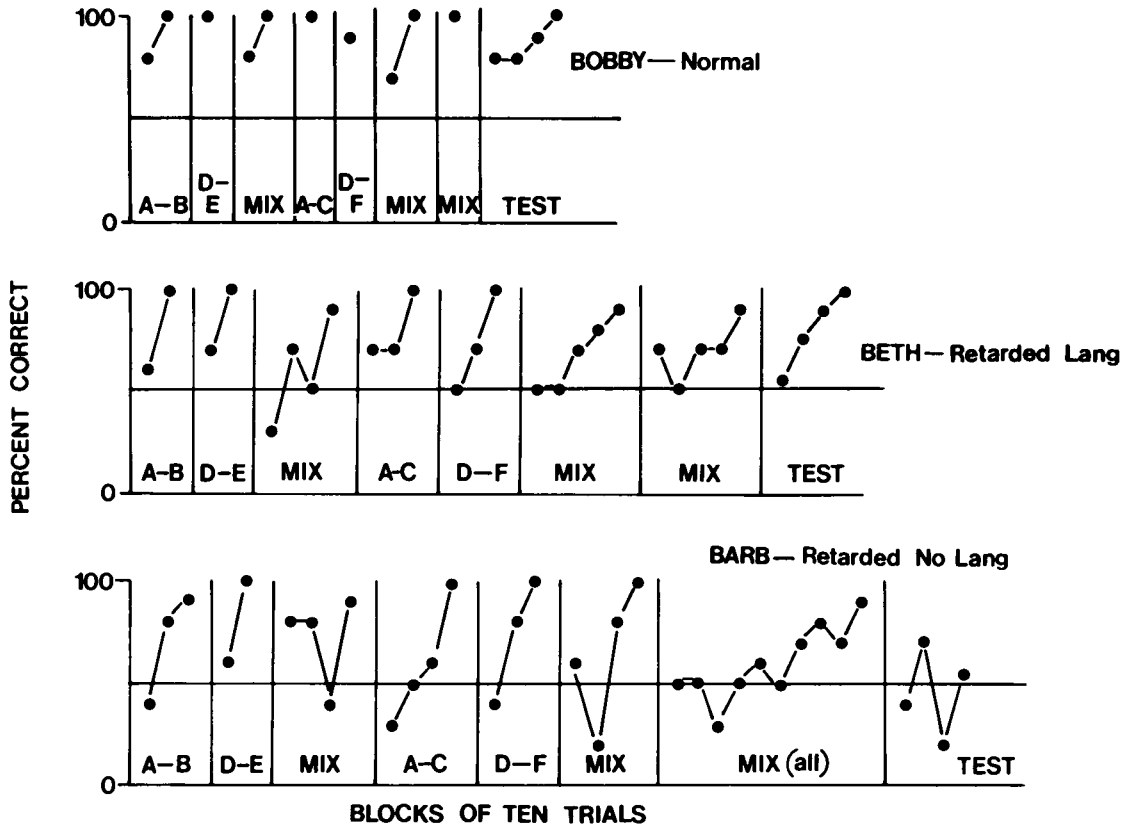 100
BOBBY— Normal
A—B D–E MIX A-C D–F MIX MIX TEST
0
PERCENT CORRECT
100
BETH— Retarded Lang
A–B D–E MIX A-C D—F MIX MIX TEST
0
BARB— Retarded No Lang
100
A–B D–E MIX A–C D—F MIX MIX (all) TEST
0
BLOCKS OF TEN TRIALS